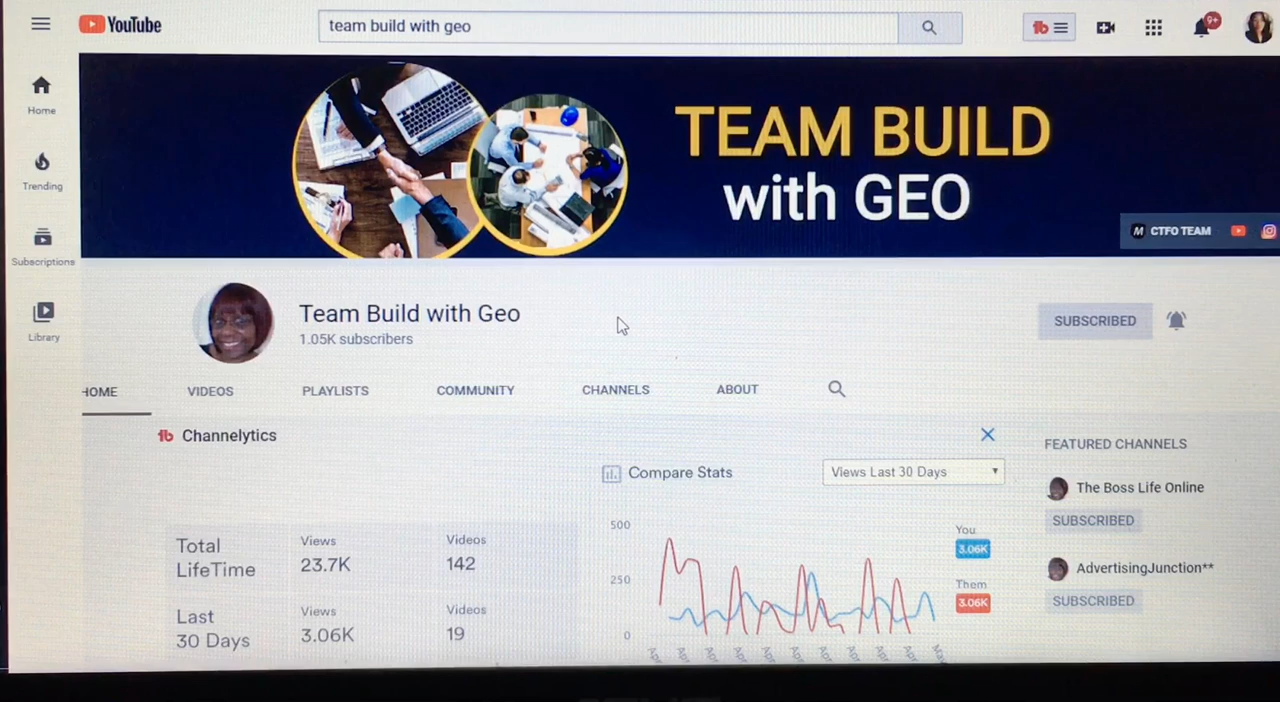 YouTube
team build with geo
9+
Home
Trending
Subscriptions
Library
TEAM BUILD
with GEO
CTFO TEAM
Team Build with Geo
1.05K subscribers
SUBSCRIBED
HOME
VIDEOS
PLAYLISTS
COMMUNITY
CHANNELS
ABOUT
Channelytics
Compare Stats
Views Last 30 Days
Total
LifeTime
Views
23.7K
Videos
142
Last
30 Days
Views
3.06K
Videos
19
500
250
0
You
3.06K
Them
3.06K
FEATURED CHANNELS
The Boss Life Online
SUBSCRIBED
AdvertisingJunction**
SUBSCRIBED